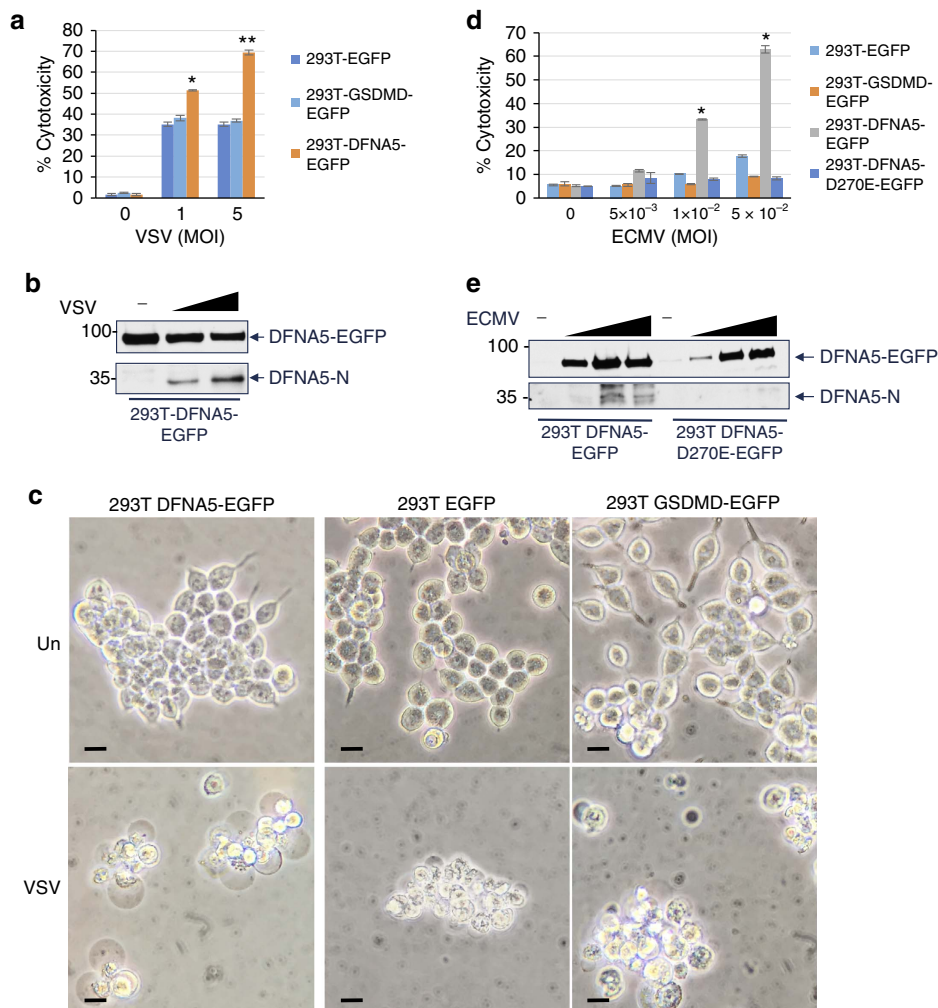 a
80
70
60
50
40
30
20
10
0
% Cytotoxicity
* **
0 1 5
VSV (MOI)
293T-EGFP
293T-GSDMD-
EGFP
293T-DFNA5-
EGFP
d
70
60
50
40
30
20
10
0
% Cytotoxicity
* *
0 5×10⁻³ 1×10⁻² 5 × 10⁻²
ECMV (MOI)
293T-EGFP
293T-GSDMD-
EGFP
293T-DFNA5-
EGFP
293T-DFNA5-
D270E-EGFP
b
VSV –
100
DFNA5-EGFP
35
DFNA5-N
293T-DFNA5-
EGFP
e
ECMV – –
100
DFNA5-EGFP
35
DFNA5-N
293T DFNA5-
EGFP
293T DFNA5-
D270E-EGFP
c
293T DFNA5-EGFP 293T EGFP 293T GSDMD-EGFP
Un
VSV